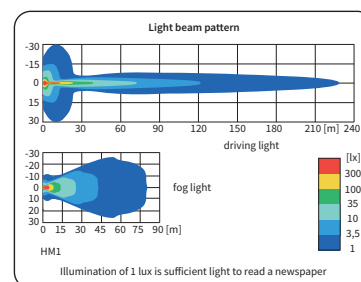 Light beam pattern
-30
-15
0
15
30
0 30 60 90 120 150 180 210 [m] 240
driving light
-30
-20
-10
0
10
20
30
0 15 30 45 60 75 90 [m]
fog light
[lx]
300
100
35
10
3,5
1
HM1
Illumination of 1 lux is sufficient light to read a newspaper